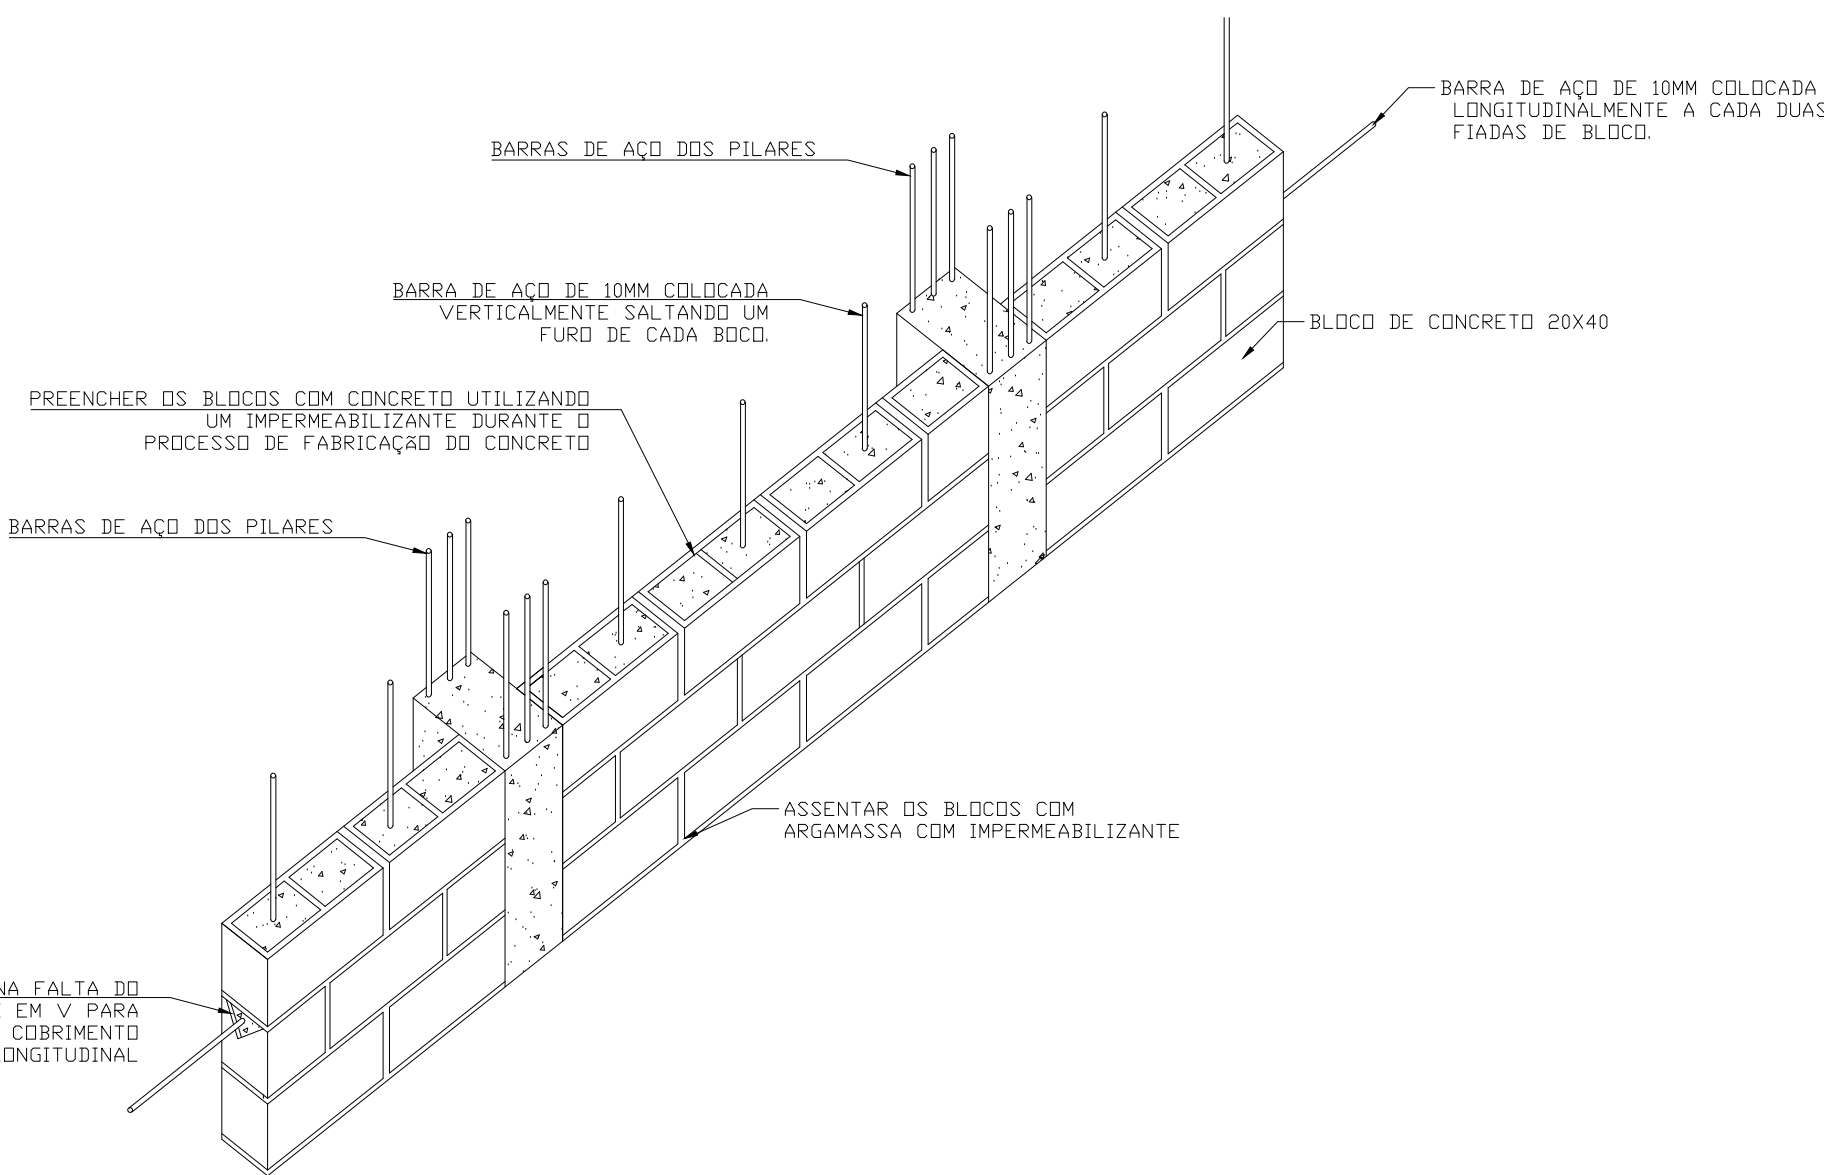 BARRA DE AÇO DE 10MM COLOCADA
LONGITUDINALMENTE A CADA DUAS
FIADAS DE BLOCO.
BARRAS DE AÇO DOS PILARES
BARRA DE AÇO DE 10MM COLOCADA
VERTICALMENTE SALTANDO UM
FURO DE CADA BOCO.
BLOCO DE CONCRETO 20X40
PREENCHER OS BLOCOS COM CONCRETO UTILIZANDO
UM IMPERMEABILIZANTE DURANTE O
PROCESSO DE FABRICAÇÃO DO CONCRETO
BARRAS DE AÇO DOS PILARES
ASSENTAR OS BLOCOS COM
ARGAMASSA COM IMPERMEABILIZANTE
NA FALTA DO
EM V PARA
COBRIMENTO
ONGITUDINAL